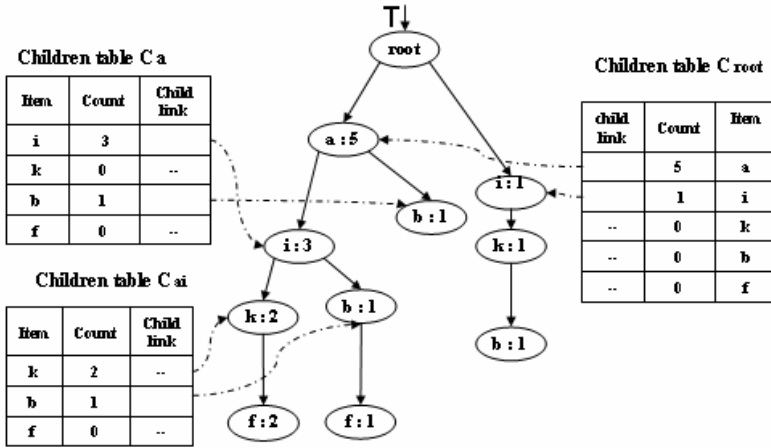 T
root
Children table C a
Item Count Child link
i 3
k 0 --
b 1
f 0 --
Children table C root
child link Count Item
5 a
1 i
-- 0 k
-- 0 b
-- 0 f
a : 5
i : 1
b : 1
i : 3
k : 1
Children table C ai
Item Count Child link
k 2 --
b 1
f 0 --
k : 2
b : 1
b : 1
f : 2
f : 1